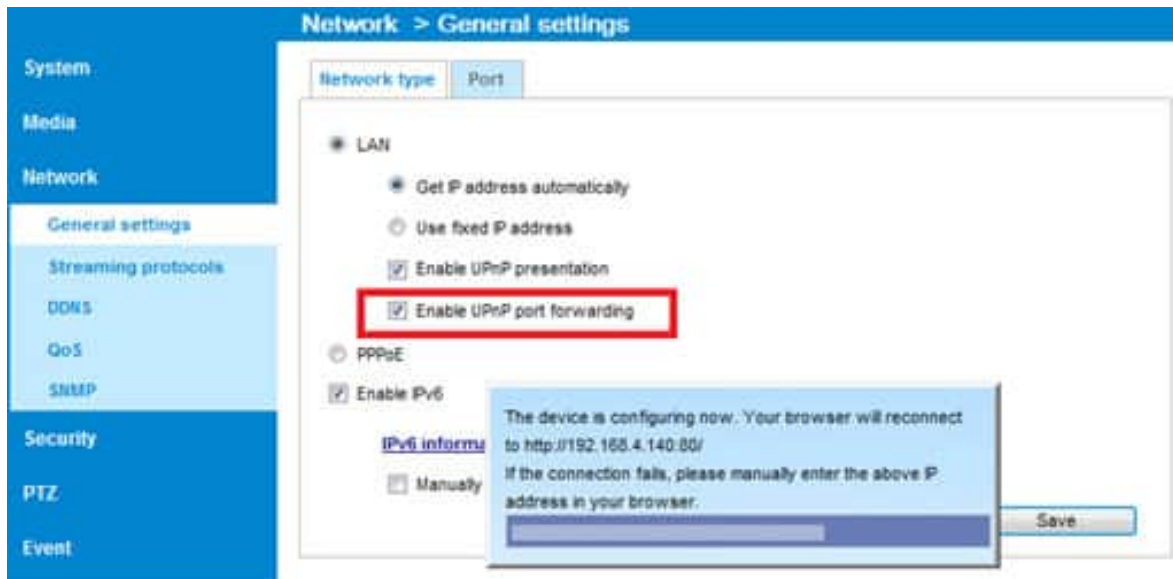 Network > General settings
System
Media
Network
General settings
Streaming protocols
DDNS
QoS
SNMP
Security
PTZ
Event
Network type
Port
LAN
Get IP address automatically
Use fixed IP address
Enable UPnP presentation
Enable UPnP port forwarding
PPPoE
Enable IPv6
IPv6 informa
Manually
The device is configuring now. Your browser will reconnect
to http://192.168.4.140:80/
If the connection fails, please manually enter the above IP
address in your browser.
Save